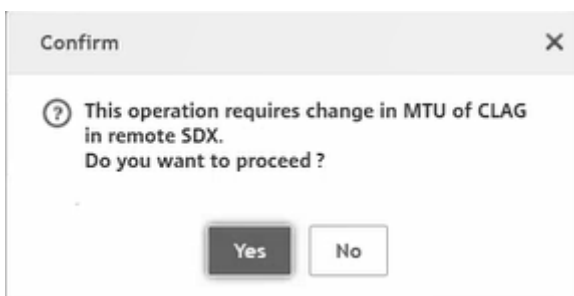 Confirm
This operation requires change in MTU of CLAG
in remote SDX.
Do you want to proceed ?
Yes
No